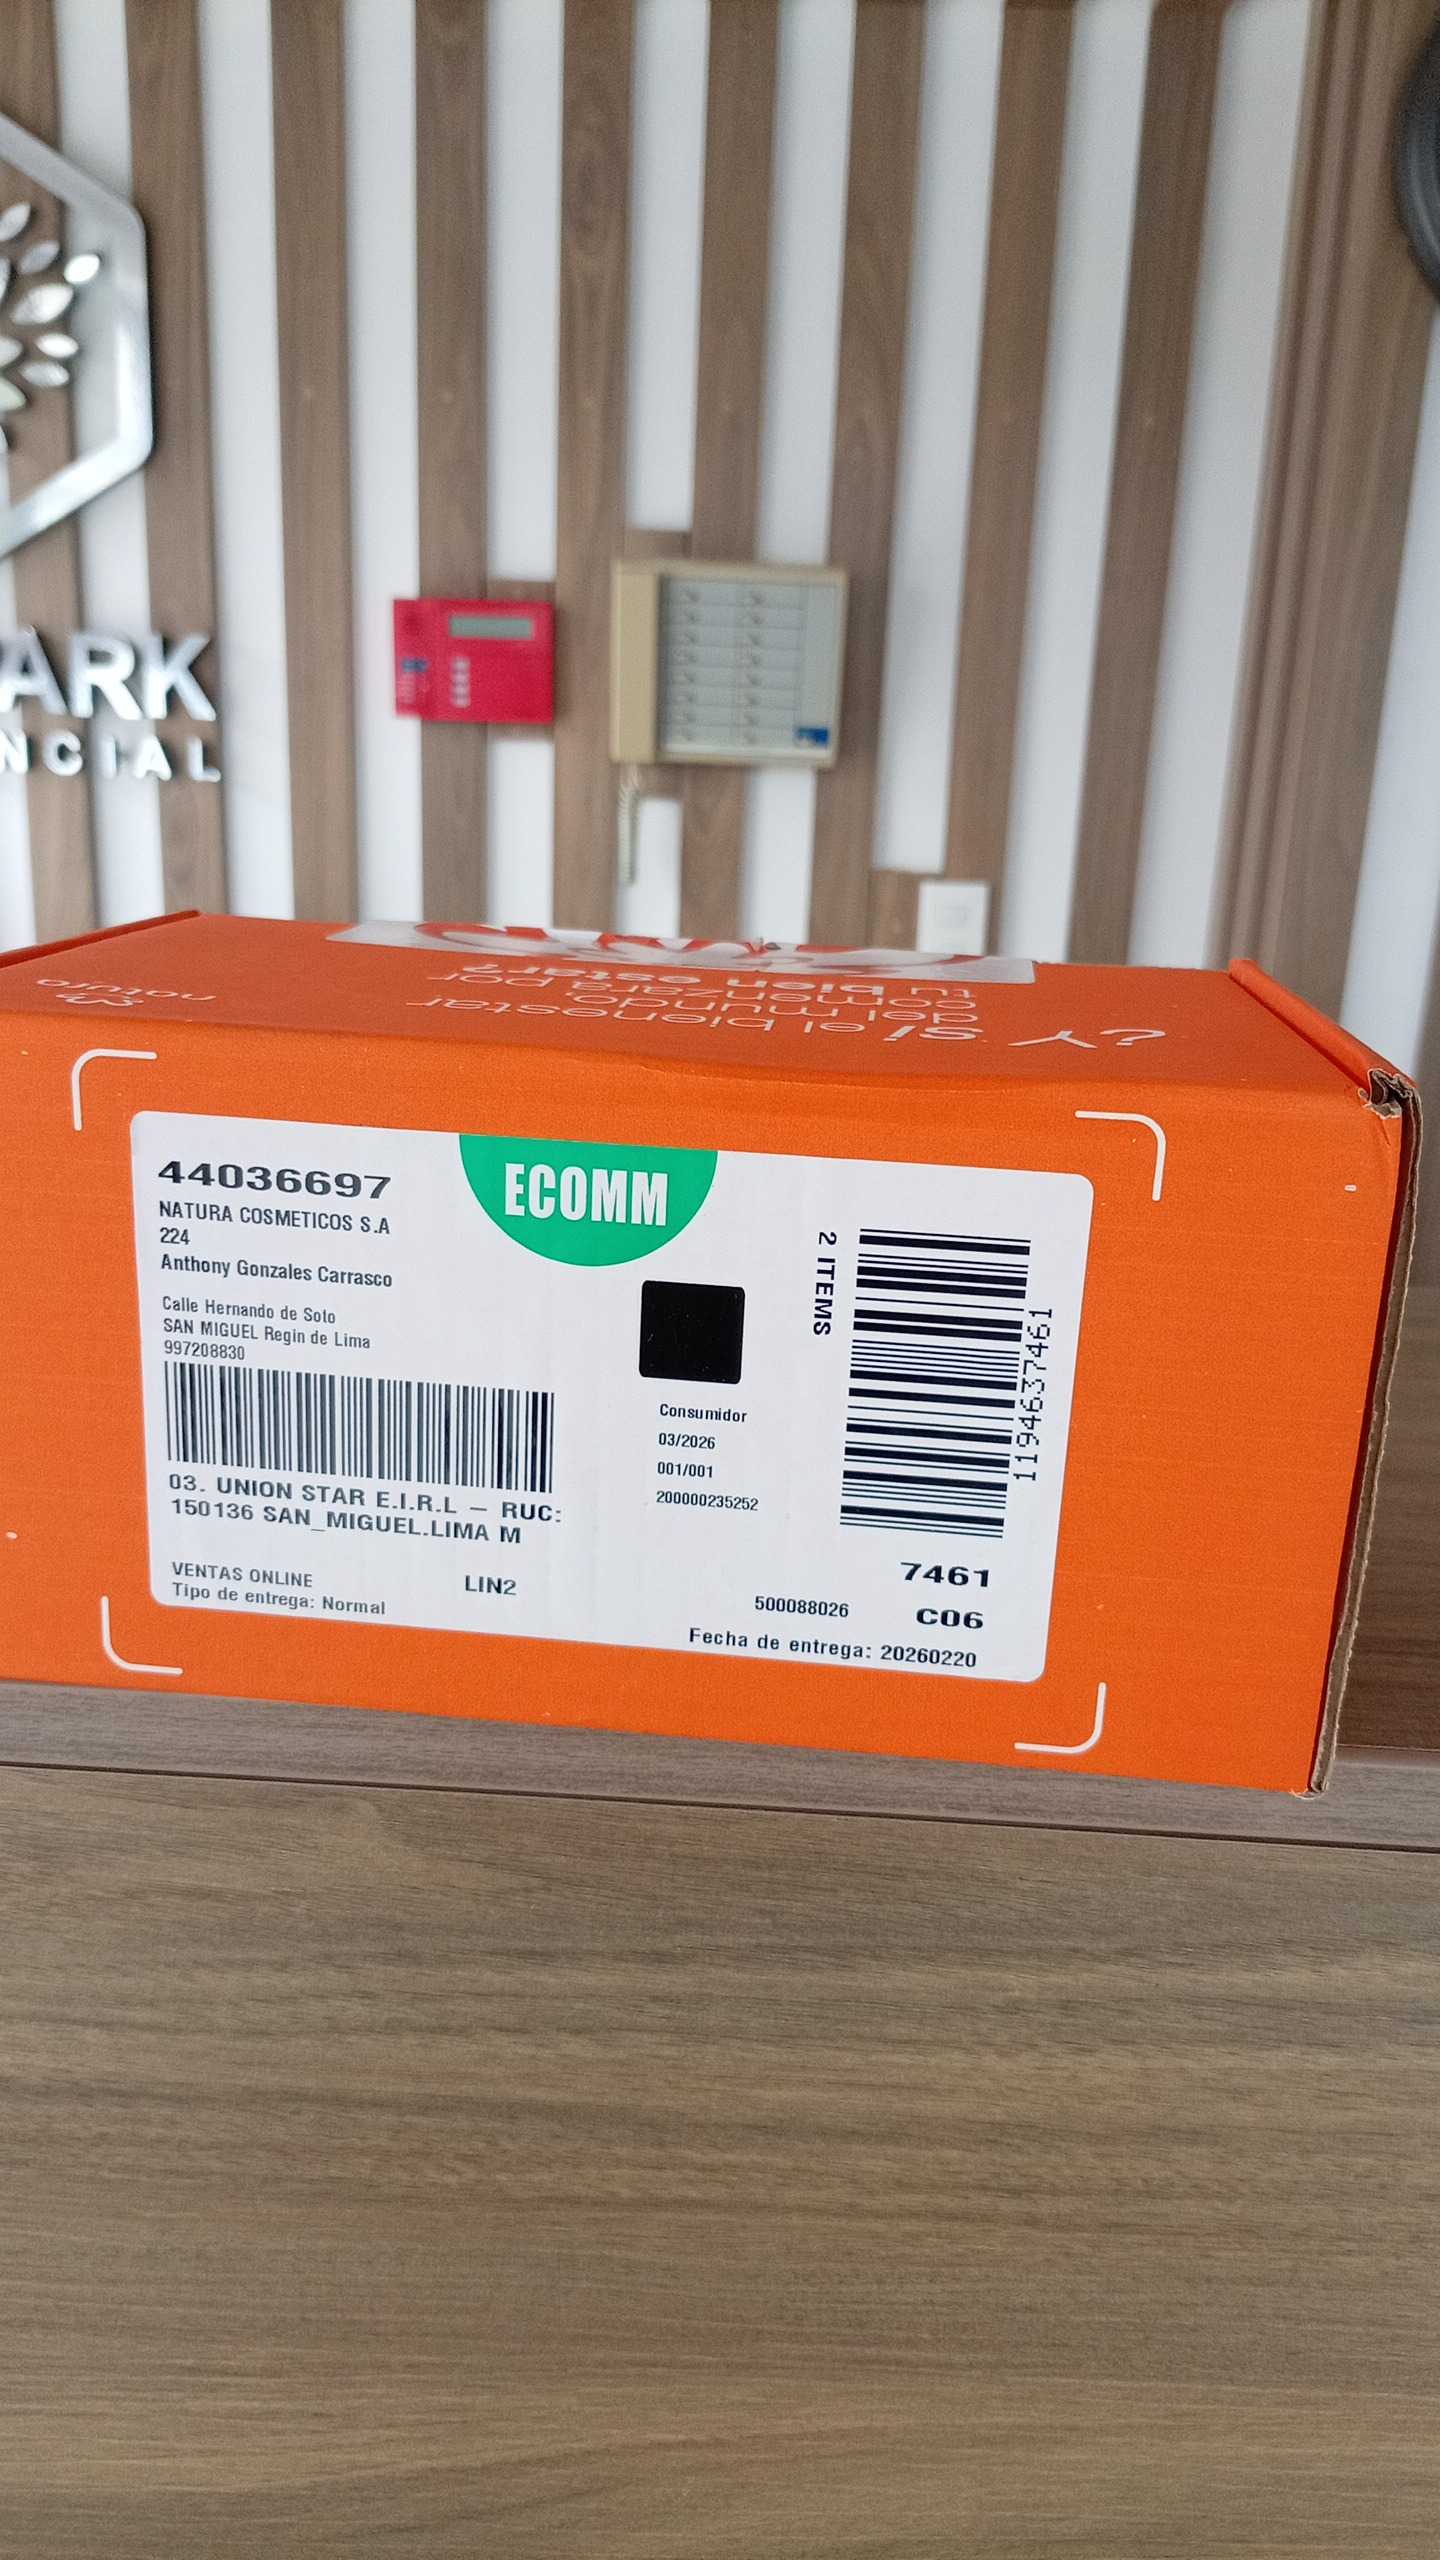 ARK
NCIAL
natura
¿Y si el bienestar
del mundo,
comenzara por
tu bien estar?
44036697
NATURA COSMETICOS S.A
224
Anthony Gonzales Carrasco
Calle Hernando de Soto
SAN MIGUEL Regin de Lima
997208830
03. UNION STAR E.I.R.L – RUC:
150136 SAN_MIGUEL.LIMA M
VENTAS ONLINE
LIN2
Tipo de entrega: Normal
ECOMM
Consumidor
03/2026
001/001
200000235252
2 ITEMS
1194637461
7461
500088026
C06
Fecha de entrega: 20260220